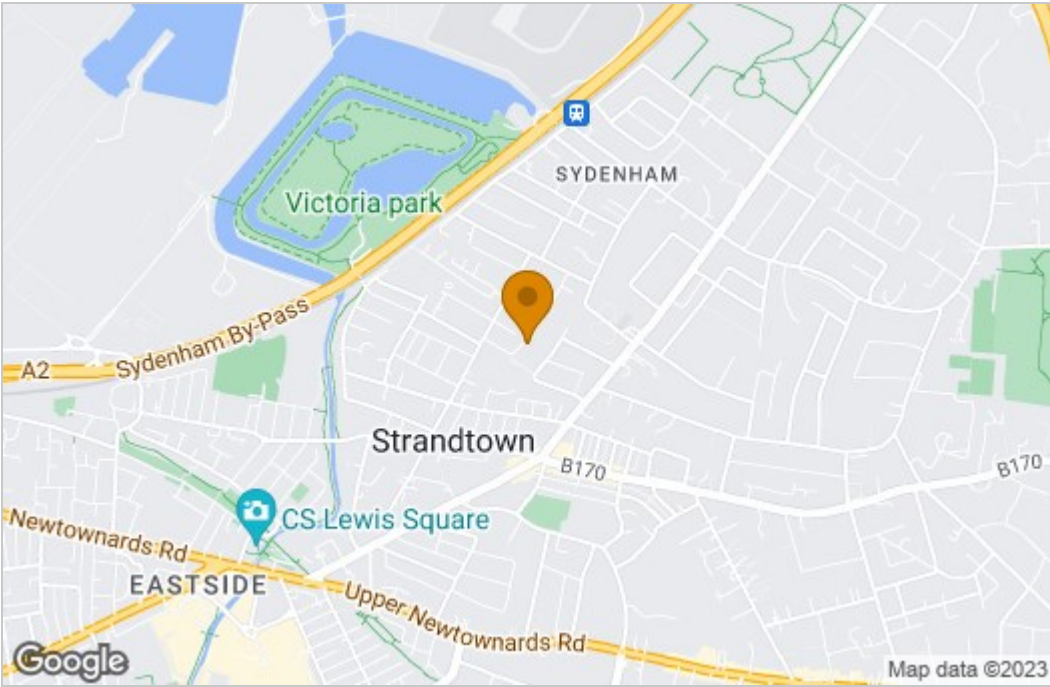 SYDENHAM
Victoria park
Sydenham By-Pass
A2
Strandtown
B170
B170
CS Lewis Square
Newtownards Rd
EASTSIDE
Upper Newtownards Rd
Google
Map data ©2023